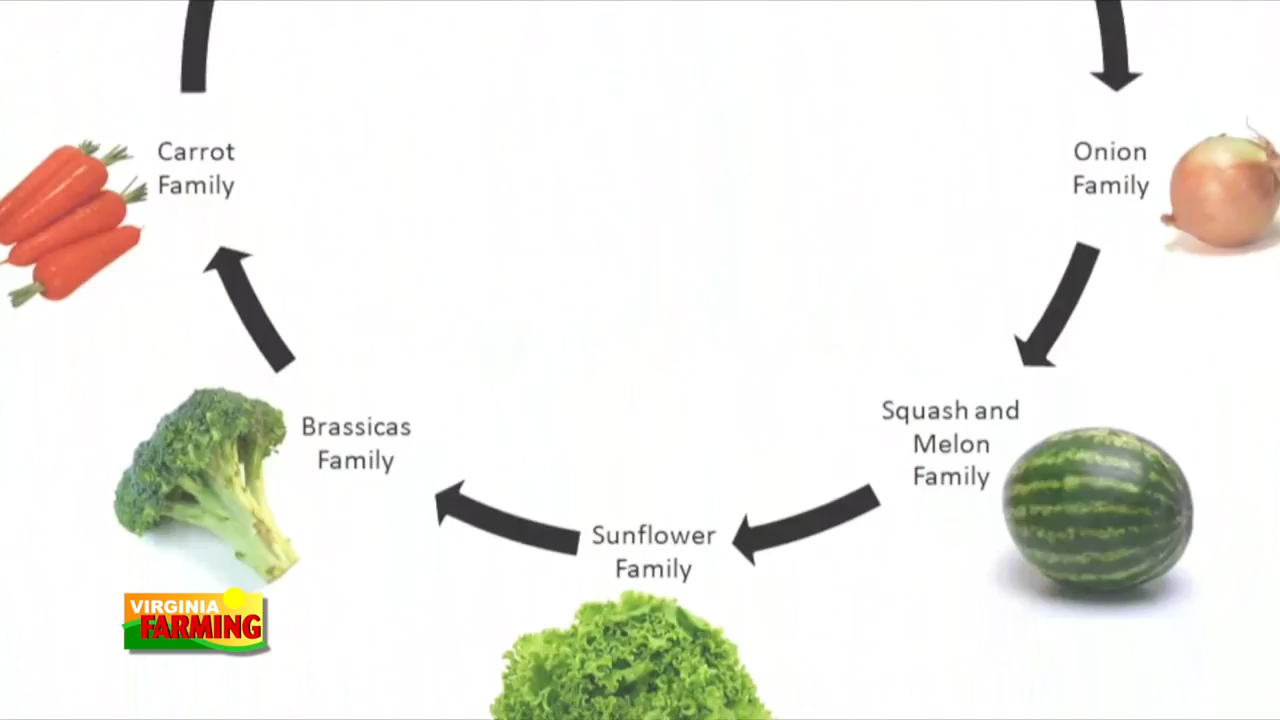 Carrot
Family
Onion
Family
Squash and
Melon
Family
Brassicas
Family
Sunflower
Family
VIRGINIA
FARMING